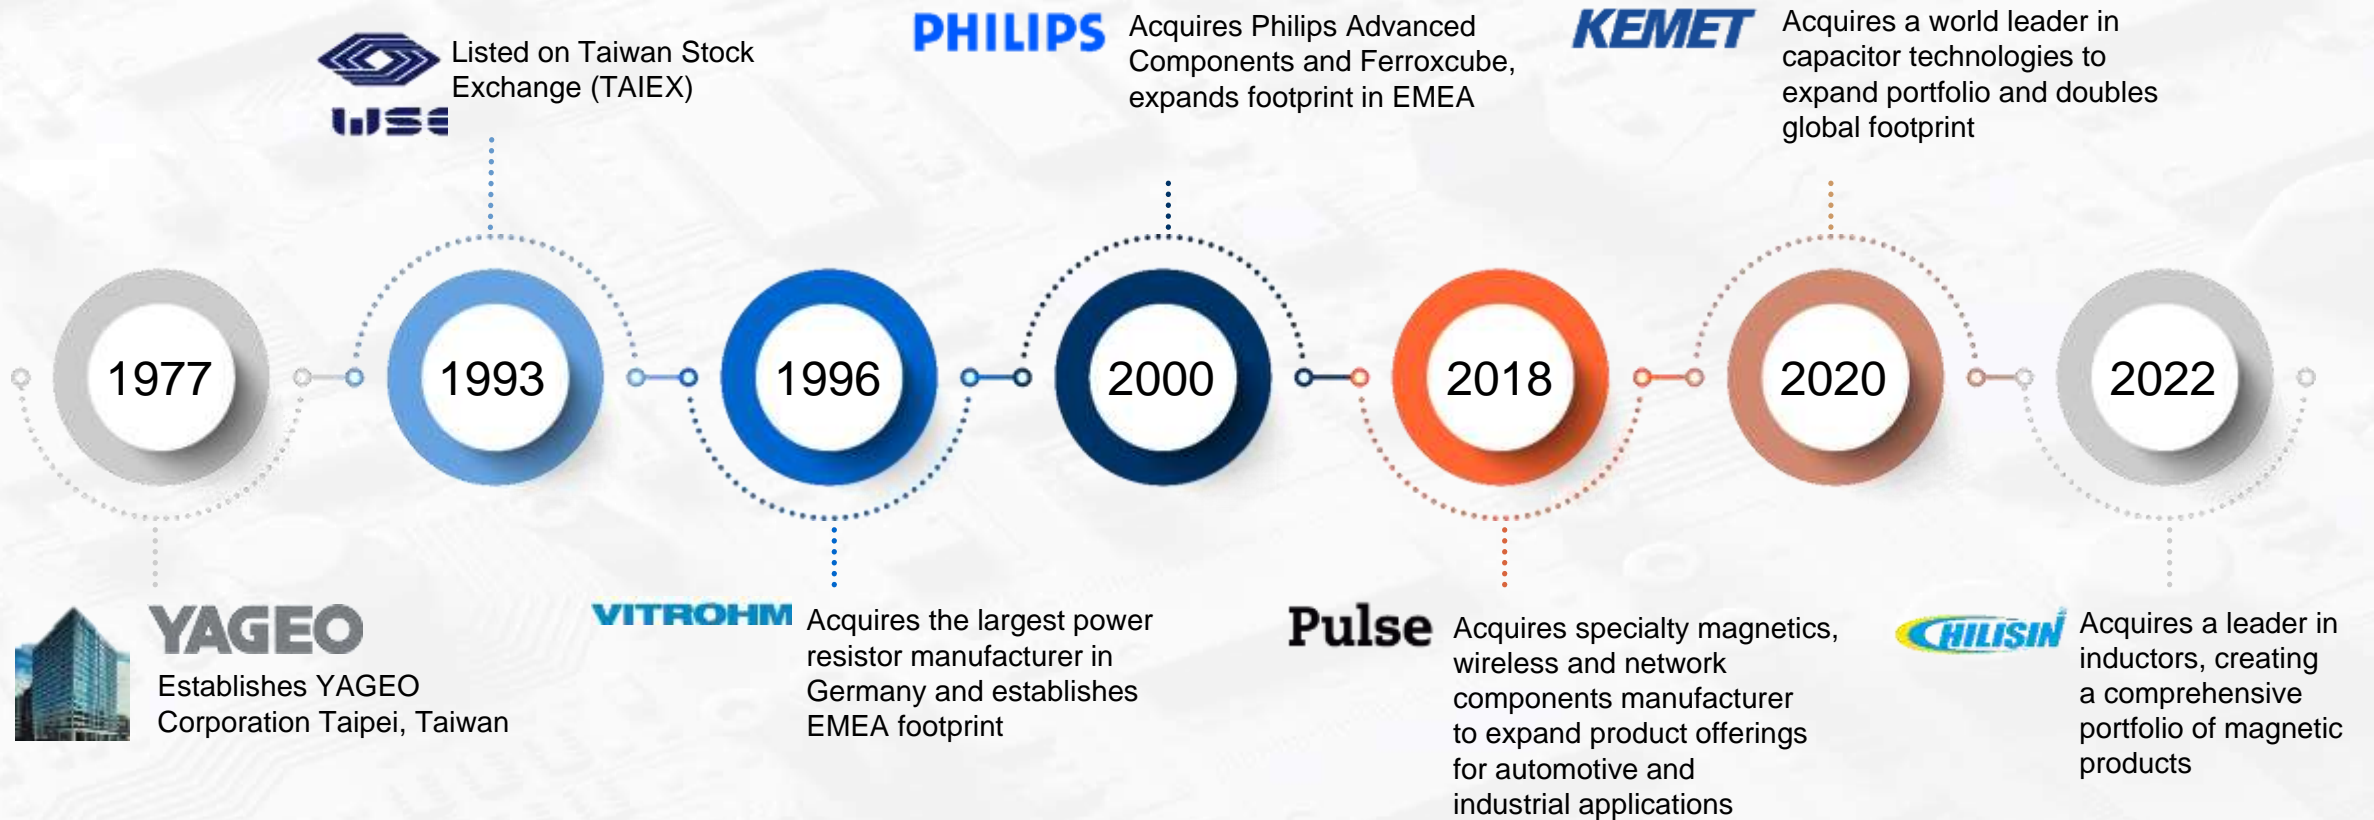 Listed on Taiwan Stock
Exchange (TAIEX)
PHILIPS
Acquires Philips Advanced
Components and Ferroxcube,
expands footprint in EMEA
KEMET
Acquires a world leader in
capacitor technologies to
expand portfolio and doubles
global footprint
1977
1993
1996
2000
2018
2020
2022
YAGEO
Establishes YAGEO
Corporation Taipei, Taiwan
VITROHM
Acquires the largest power
resistor manufacturer in
Germany and establishes
EMEA footprint
Pulse
Acquires specialty magnetics,
wireless and network
components manufacturer
to expand product offerings
for automotive and
industrial applications
CHILISIN
Acquires a leader in
inductors, creating
a comprehensive
portfolio of magnetic
products